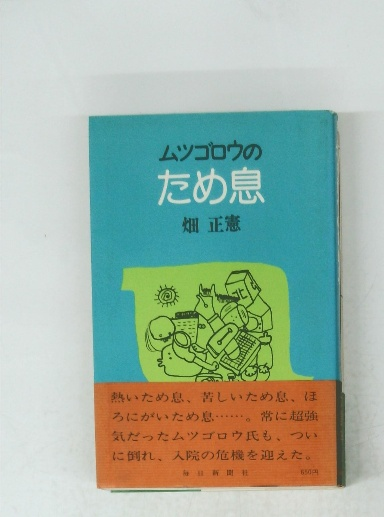 ムツゴロウの
ため息
畑 正憲
熱いため息、苦しいため息、ほ
ろにがいため息……。常に超強
気だったムツゴロウ氏も、つい
に倒れ、入院の危機を迎えた。
毎日新聞社